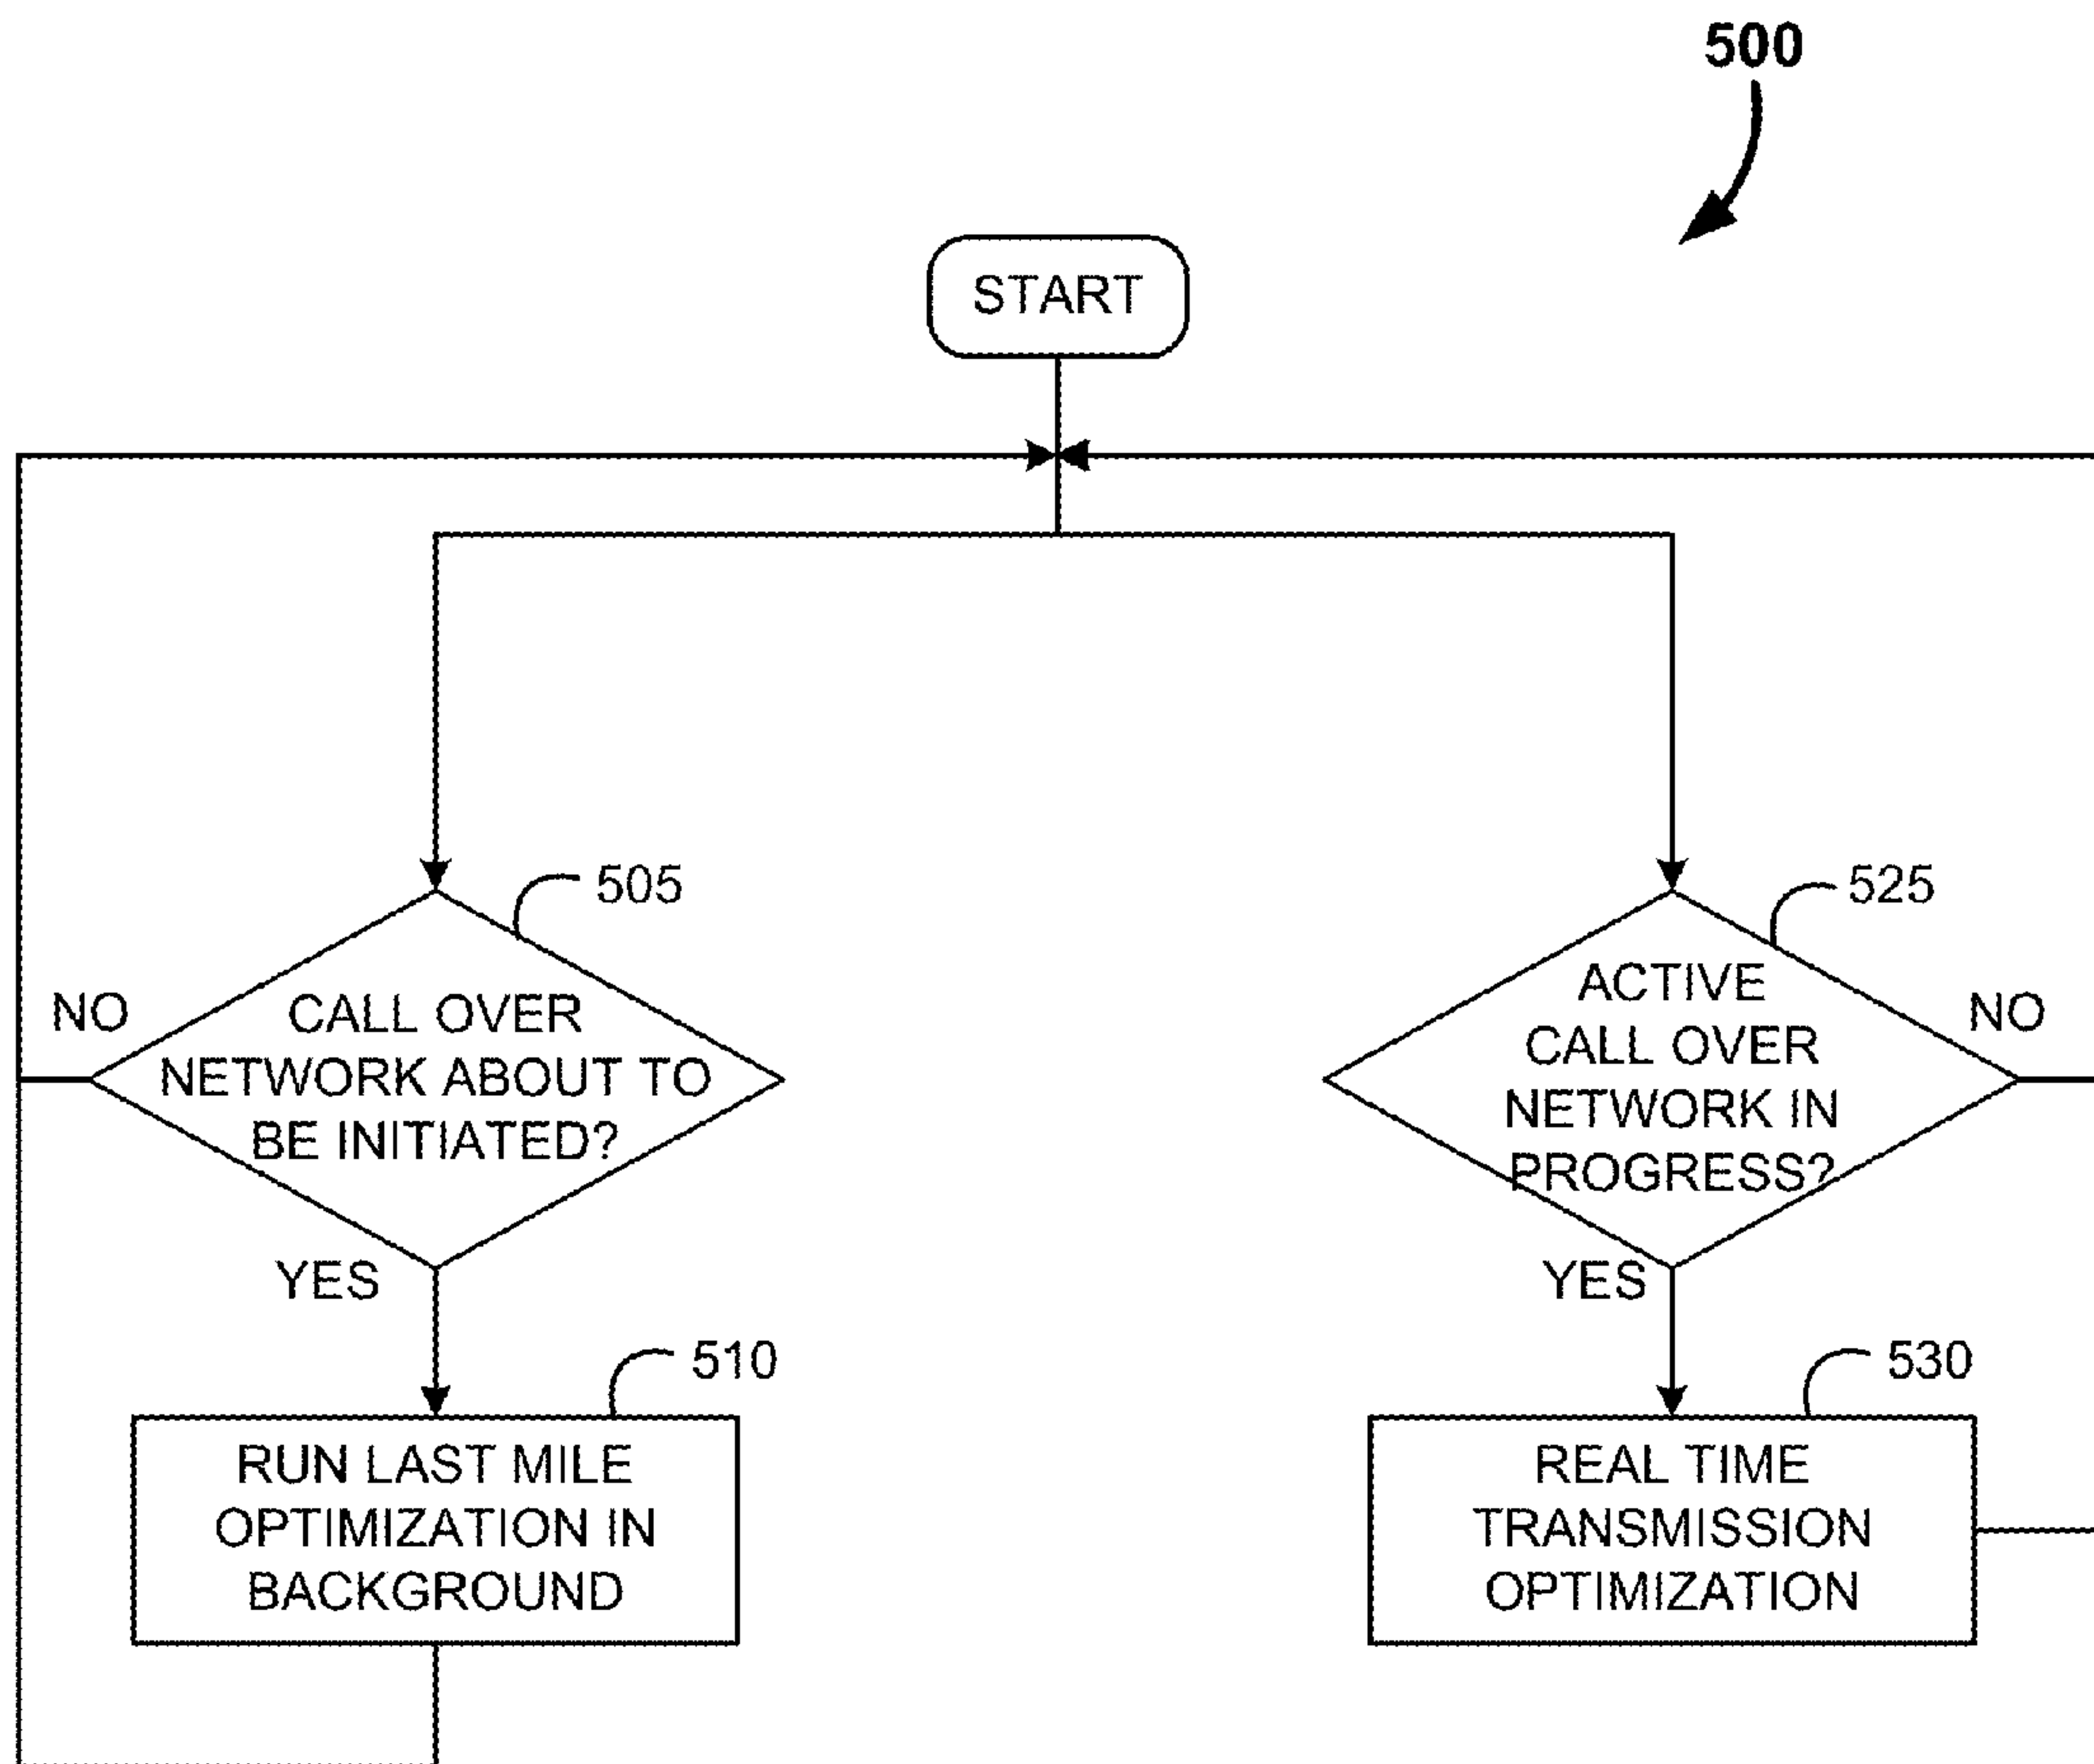 500
START
505
525
NO
CALL OVER
NETWORK ABOUT TO
BE INITIATED?
ACTIVE
CALL OVER
NETWORK IN
PROGRESS?
NO
YES
YES
510
530
RUN LAST MILE
OPTIMIZATION IN
BACKGROUND
REAL TIME
TRANSMISSION
OPTIMIZATION